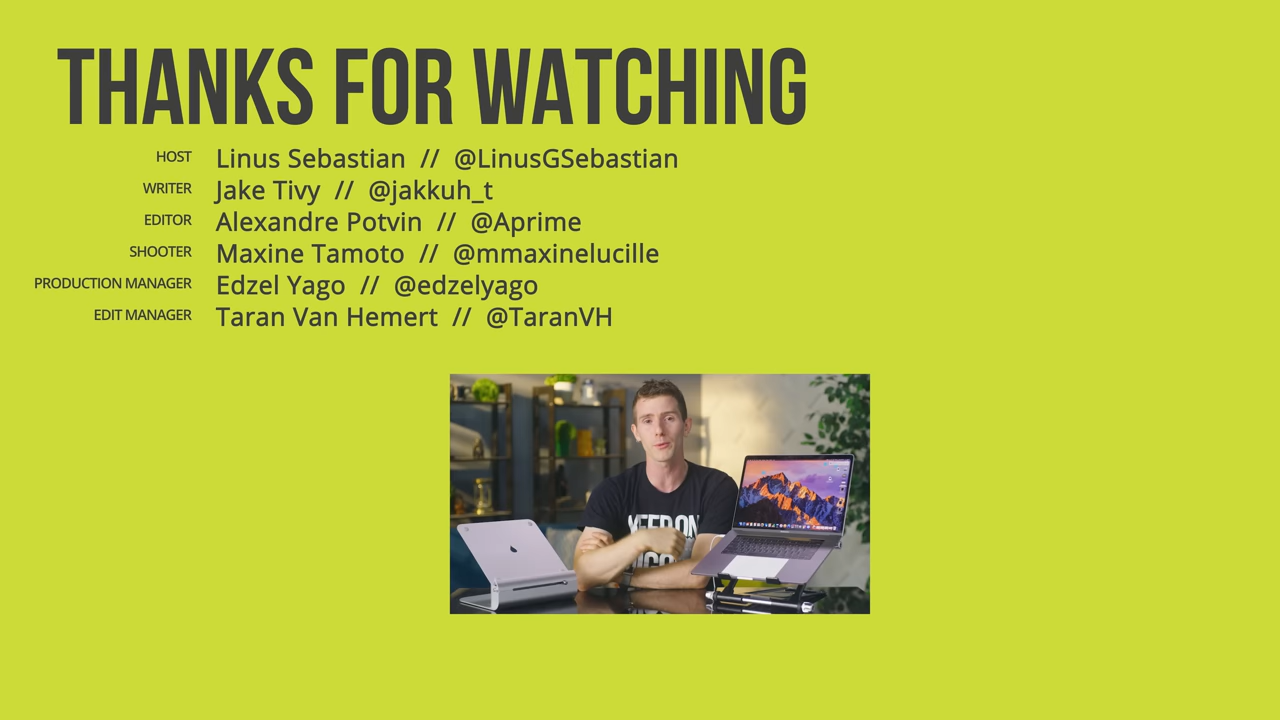 THANKS FOR WATCHING
HOST Linus Sebastian // @LinusGSebastian
WRITER Jake Tivy // @jakkuh_t
EDITOR Alexandre Potvin // @Aprime
SHOOTER Maxine Tamoto // @mmaxinelucille
PRODUCTION MANAGER Edzel Yago // @edzelyago
EDIT MANAGER Taran Van Hemert // @TaranVH